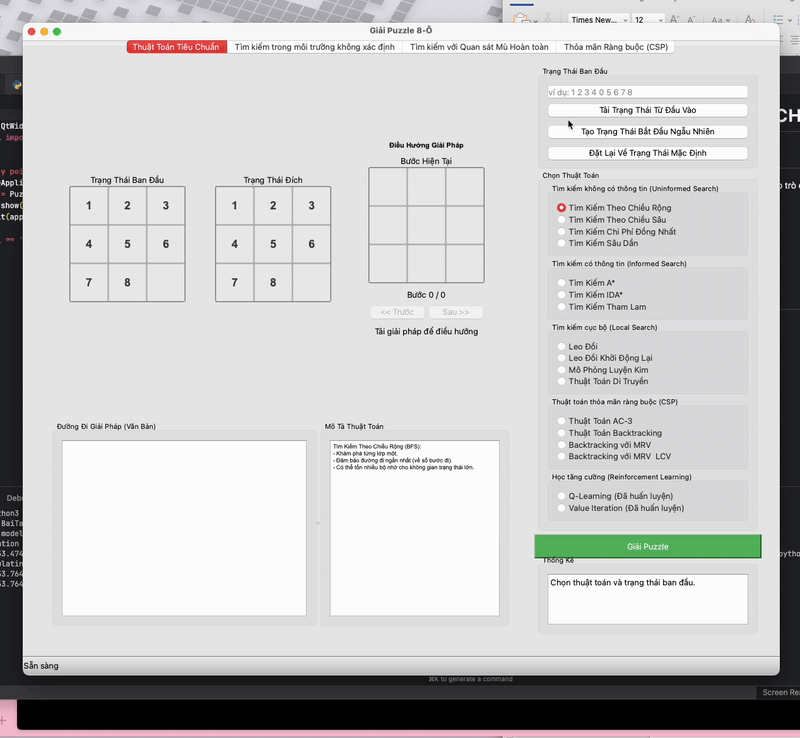 Times New...
12
Giải Puzzle 8-Ô
Thuật Toán Tiêu Chuẩn
Tìm kiếm trong môi trường không xác định
Tìm kiếm với Quan sát Mù Hoàn toàn
Thỏa mãn Ràng buộc (CSP)
Trạng Thái Ban Đầu
ví dụ: 1 2 3 4 0 5 6 7 8
Tải Trạng Thái Từ Đầu Vào
Tạo Trạng Thái Bắt Đầu Ngẫu Nhiên
Đặt Lại Về Trạng Thái Mặc Định
Trạng Thái Ban Đầu
1 2 3
4 5 6
7 8
Trạng Thái Đích
1 2 3
4 5 6
7 8
Điều Hướng Giải Pháp
Bước Hiện Tại
Bước 0 / 0
<< Trước
Sau >>
Tải giải pháp để điều hướng
Chọn Thuật Toán
Tìm kiếm không có thông tin (Uninformed Search)
Tìm Kiếm Theo Chiều Rộng
Tìm Kiếm Theo Chiều Sâu
Tìm Kiếm Chi Phí Đồng Nhất
Tìm Kiếm Sâu Dần
Tìm kiếm có thông tin (Informed Search)
Tìm Kiếm A*
Tìm Kiếm IDA*
Tìm Kiếm Tham Lam
Tìm kiếm cục bộ (Local Search)
Leo Đồi
Leo Đồi Khởi Động Lại
Mô Phỏng Luyện Kim
Thuật Toán Di Truyền
Thuật toán thỏa mãn ràng buộc (CSP)
Thuật Toán AC-3
Thuật Toán Backtracking
Backtracking với MRV
Backtracking với MRV LCV
Học tăng cường (Reinforcement Learning)
Q-Learning (Đã huấn luyện)
Value Iteration (Đã huấn luyện)
Giải Puzzle
Thống Kê
Chọn thuật toán và trạng thái ban đầu.
Đường Đi Giải Pháp (Văn Bản)
Mô Tả Thuật Toán
Tìm Kiếm Theo Chiều Rộng (BFS):
- Khám phá từng lớp một.
- Đảm bảo đường đi ngắn nhất (về số bước đi).
- Có thể tốn nhiều bộ nhớ cho không gian trạng thái lớn.
Sẵn sàng
⌘K to generate a command